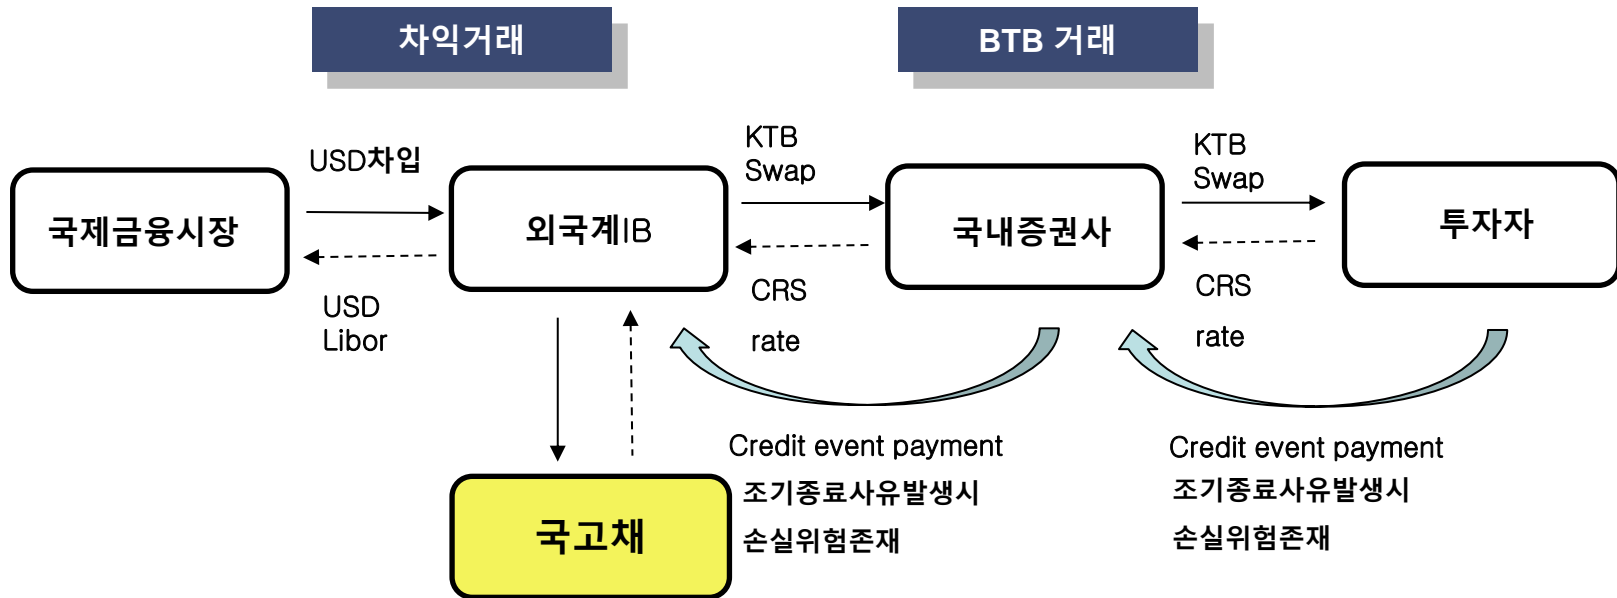 차익거래
BTB 거래
USD차입
KTB
Swap
KTB
Swap
국제금융시장
외국계IB
국내증권사
투자자
USD
Libor
CRS
rate
CRS
rate
Credit event payment
조기종료사유발생시
손실위험존재
Credit event payment
조기종료사유발생시
손실위험존재
국고채